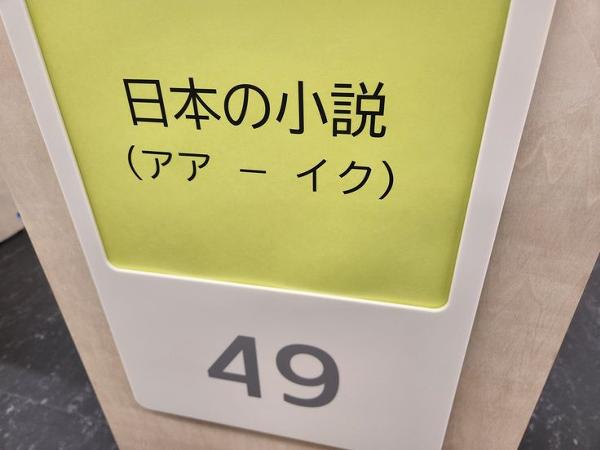 日本の小説
(アア － イク)
49